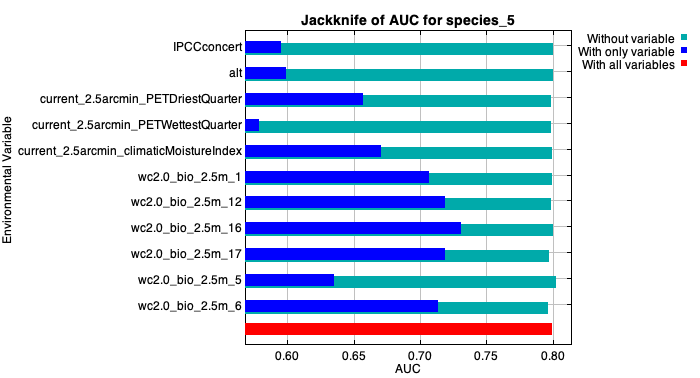 Jackknife of AUC for species_5
Without variable
With only variable
With all variables
Environmental Variable
IPCCconcert
alt
current_2.5arcmin_PETDriestQuarter
current_2.5arcmin_PETWettestQuarter
current_2.5arcmin_climaticMoistureIndex
wc2.0_bio_2.5m_1
wc2.0_bio_2.5m_12
wc2.0_bio_2.5m_16
wc2.0_bio_2.5m_17
wc2.0_bio_2.5m_5
wc2.0_bio_2.5m_6
0.60 0.65 0.70 0.75 0.80
AUC